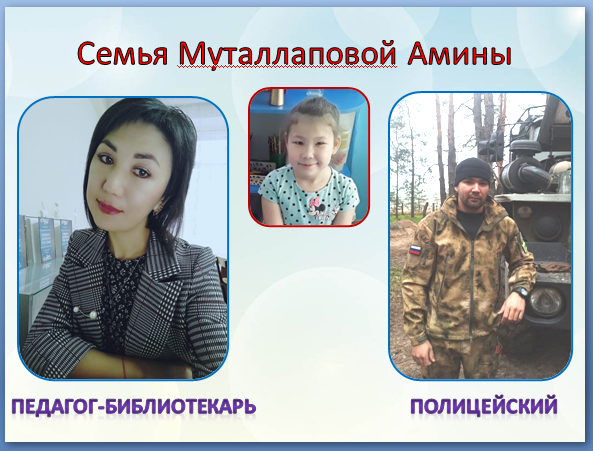 Семья Муталлаповой Амины
ПЕДАГОГ-БИБЛИОТЕКАРЬ
ПОЛИЦЕЙСКИЙ